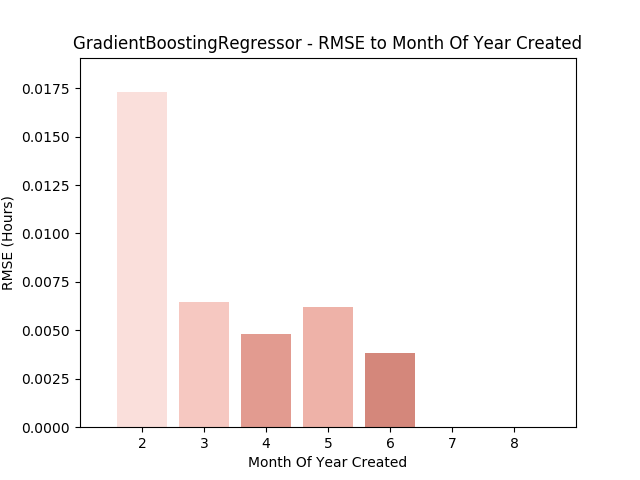 GradientBoostingRegressor - RMSE to Month Of Year Created
0.0175
0.0150
0.0125
0.0100
0.0075
0.0050
0.0025
0.0000
RMSE (Hours)
2 3 4 5 6 7 8
Month Of Year Created